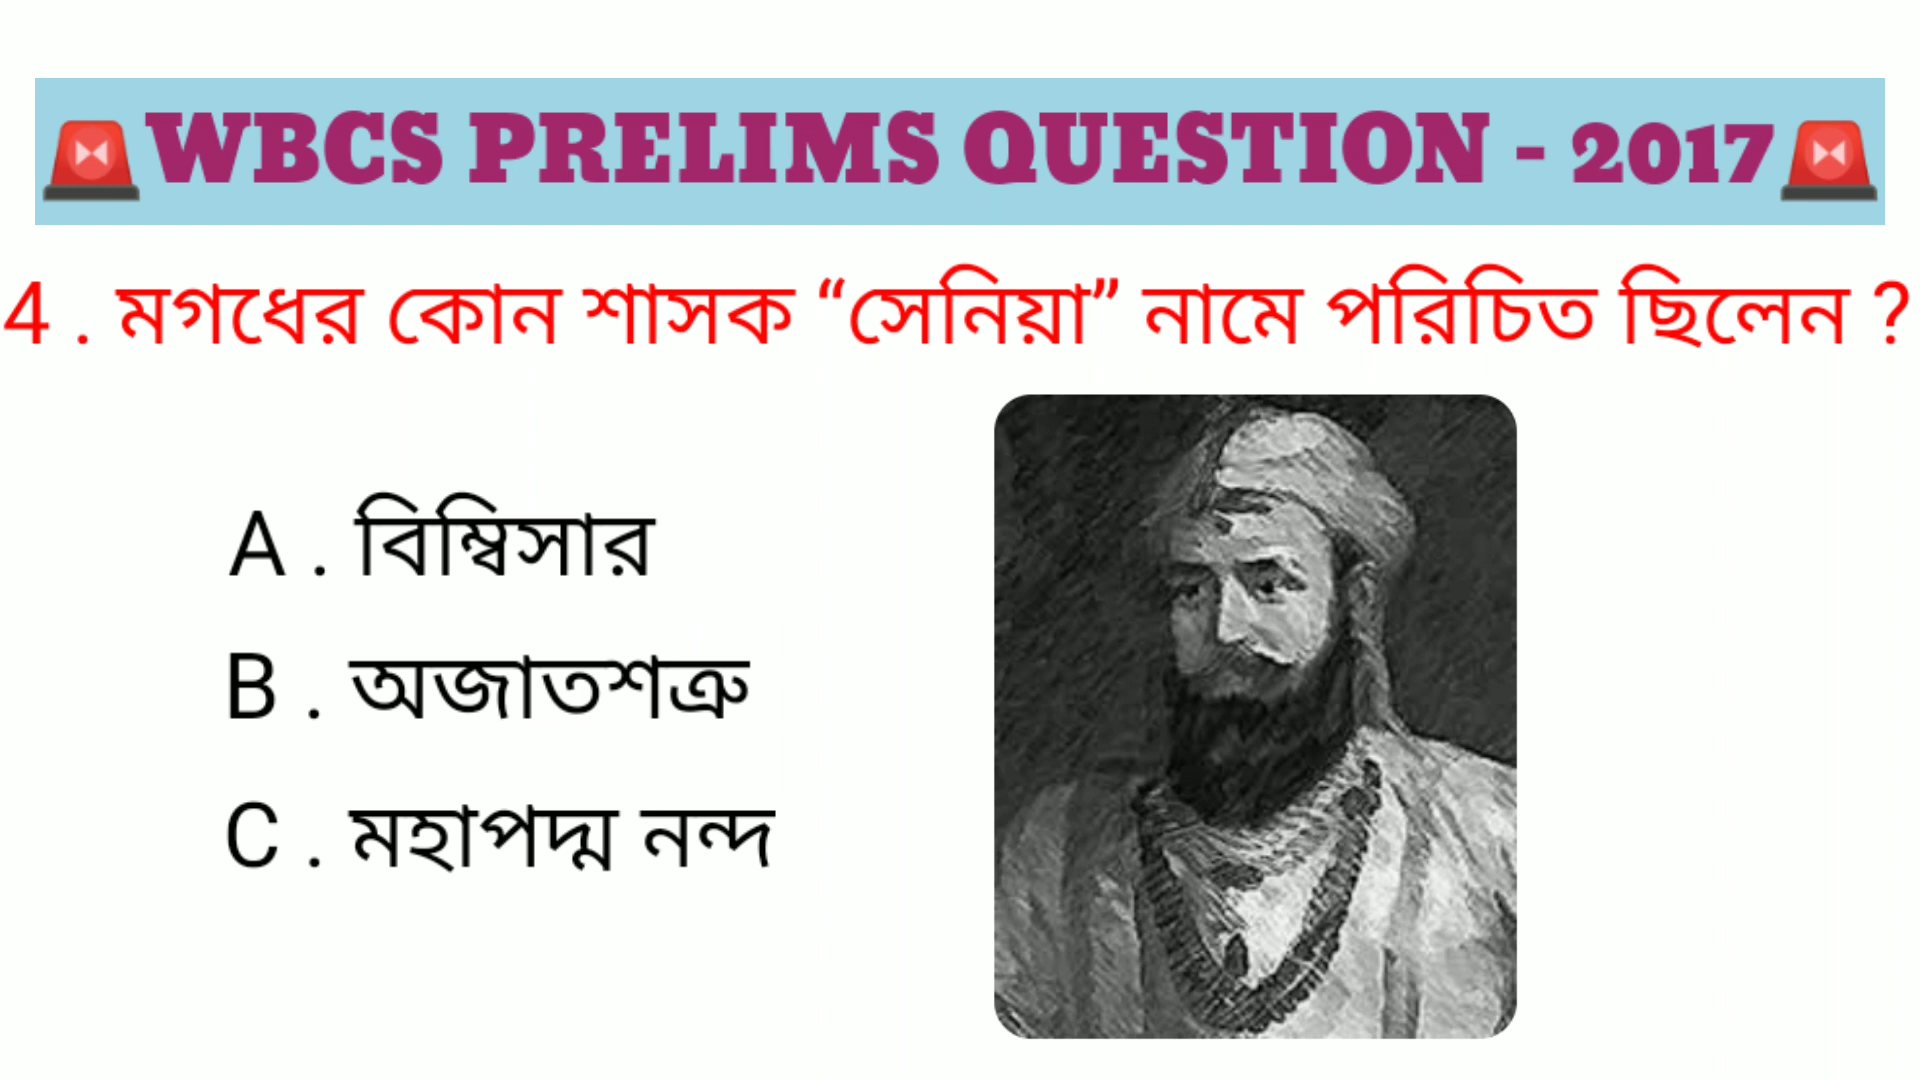 🚨WBCS PRELIMS QUESTION - 2017🚨
4 . মগধের কোন শাসক “সেনিয়া” নামে পরিচিত ছিলেন ?
A . বিম্বিসার
B . অজাতশত্রু
C . মহাপদ্ম নন্দ